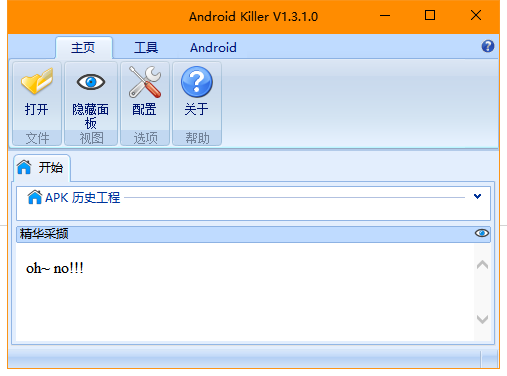 Android Killer V1.3.1.0
主页 工具 Android
打开 隐藏面板 配置 关于
文件 视图 选项 帮助
开始
APK 历史工程
精华采撷
oh~ no!!!